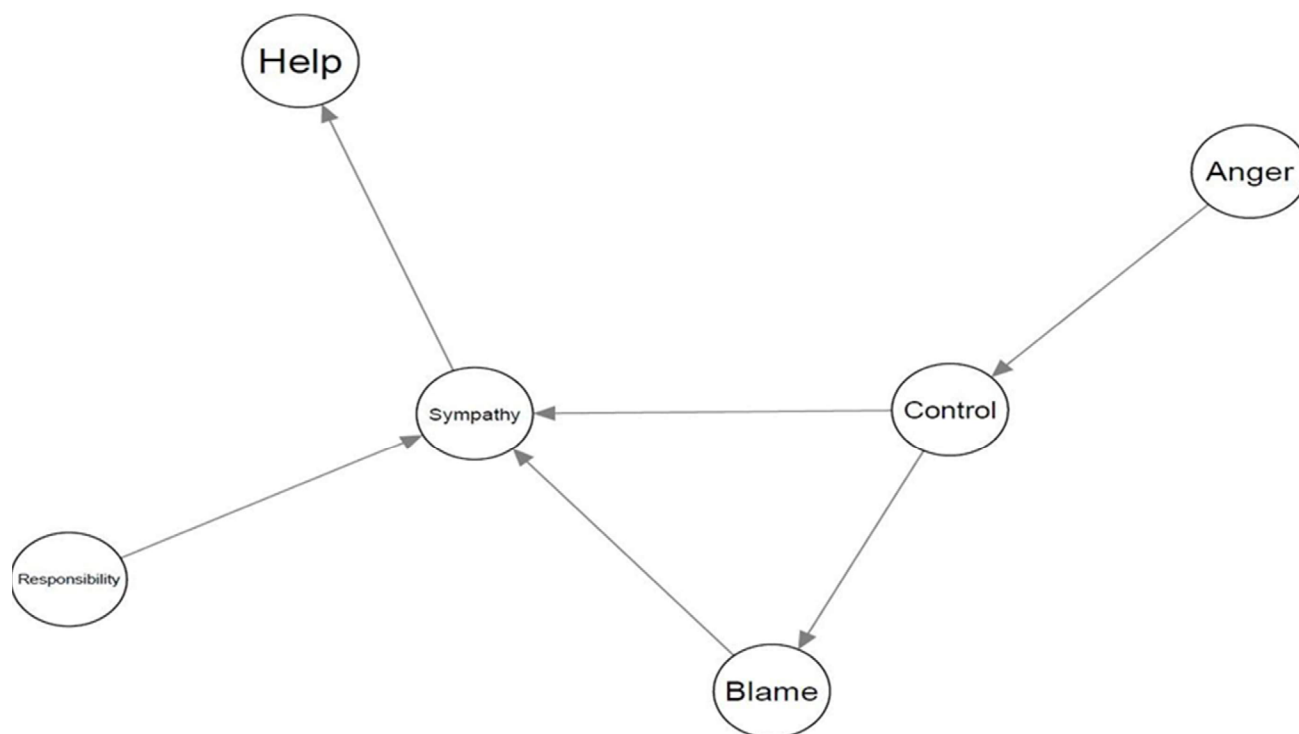 Help
Anger
Sympathy
Control
Responsibility
Blame